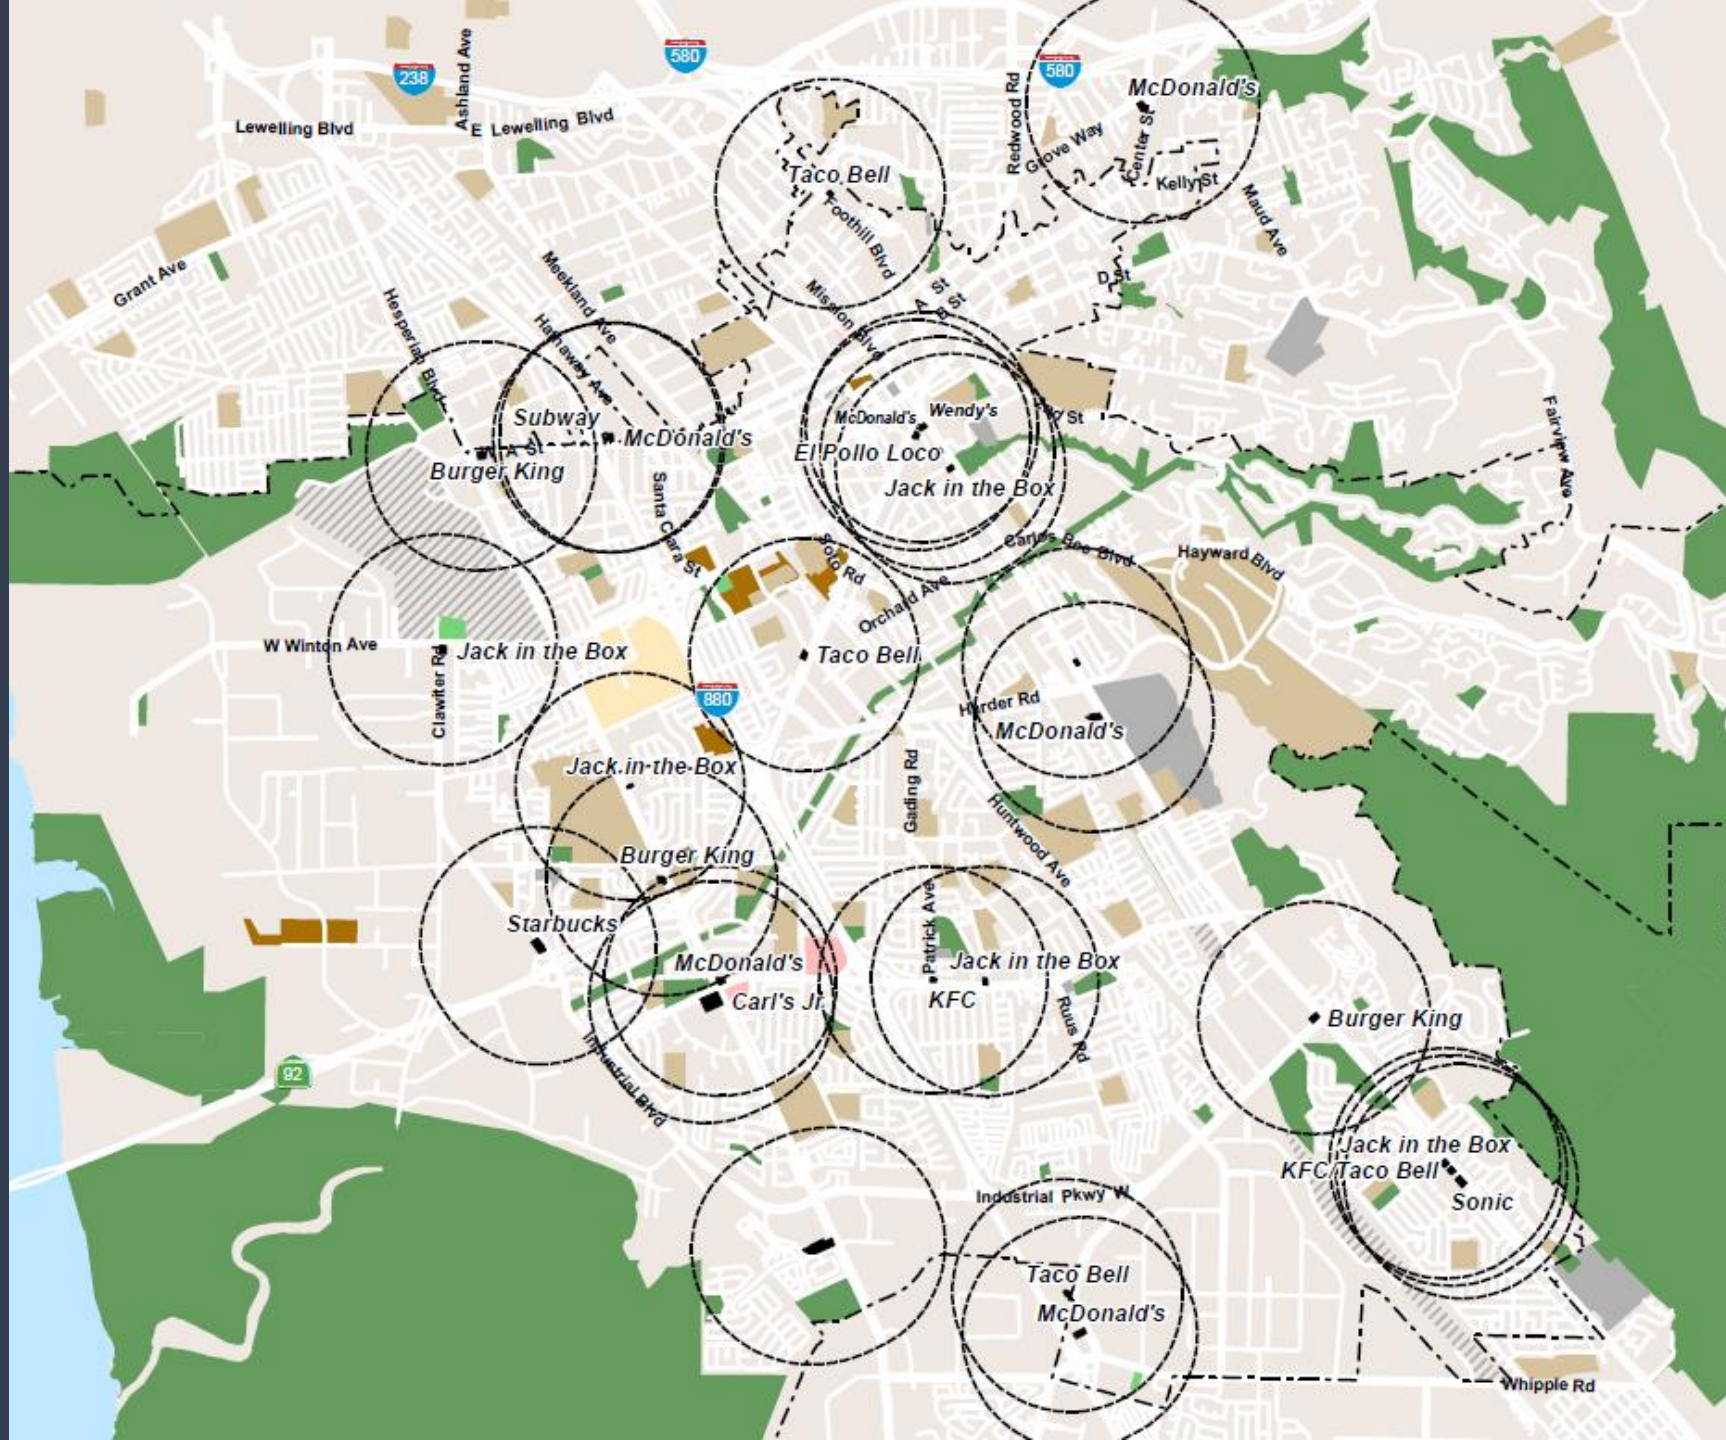 580
238
580
Ashland Ave
Redwood Rd
McDonald's
Lewelling Blvd
E Lewelling Blvd
Grove Way
Center St
Taco Bell
Kelly St
Maud Ave
Foothill Blvd
Grant Ave
Meekland Ave
D St
A St
B St
Hesperian Blvd
Mission Blvd
Hathaway Ave
Subway
McDonald's
Wendy's
2nd St
Fairview Ave
McDonald's
W A St
El Pollo Loco
Burger King
Jack in the Box
Santa Clara St
Soto Rd
Carlos Bee Blvd
Hayward Blvd
Orchard Ave
W Winton Ave
Jack in the Box
Taco Bell
Clawiter Rd
880
Harder Rd
McDonald's
Jack in the Box
Gading Rd
Huntwood Ave
Burger King
Starbucks
Patrick Ave
McDonald's
Jack in the Box
Carl's Jr.
KFC
Ruus Rd
Burger King
92
Industrial Blvd
Jack in the Box
KFC/Taco Bell
Industrial Pkwy W
Sonic
Taco Bell
McDonald's
Whipple Rd